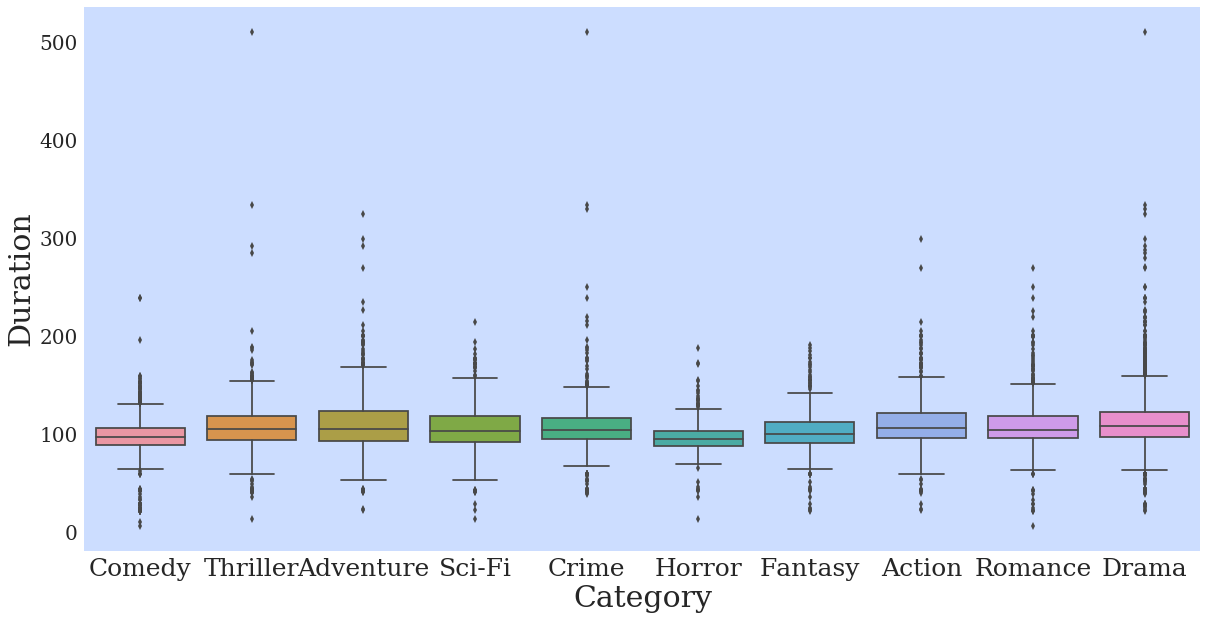 Duration
500
400
300
200
100
0
Comedy Thriller Adventure Sci-Fi Crime Horror Fantasy Action Romance Drama
Category